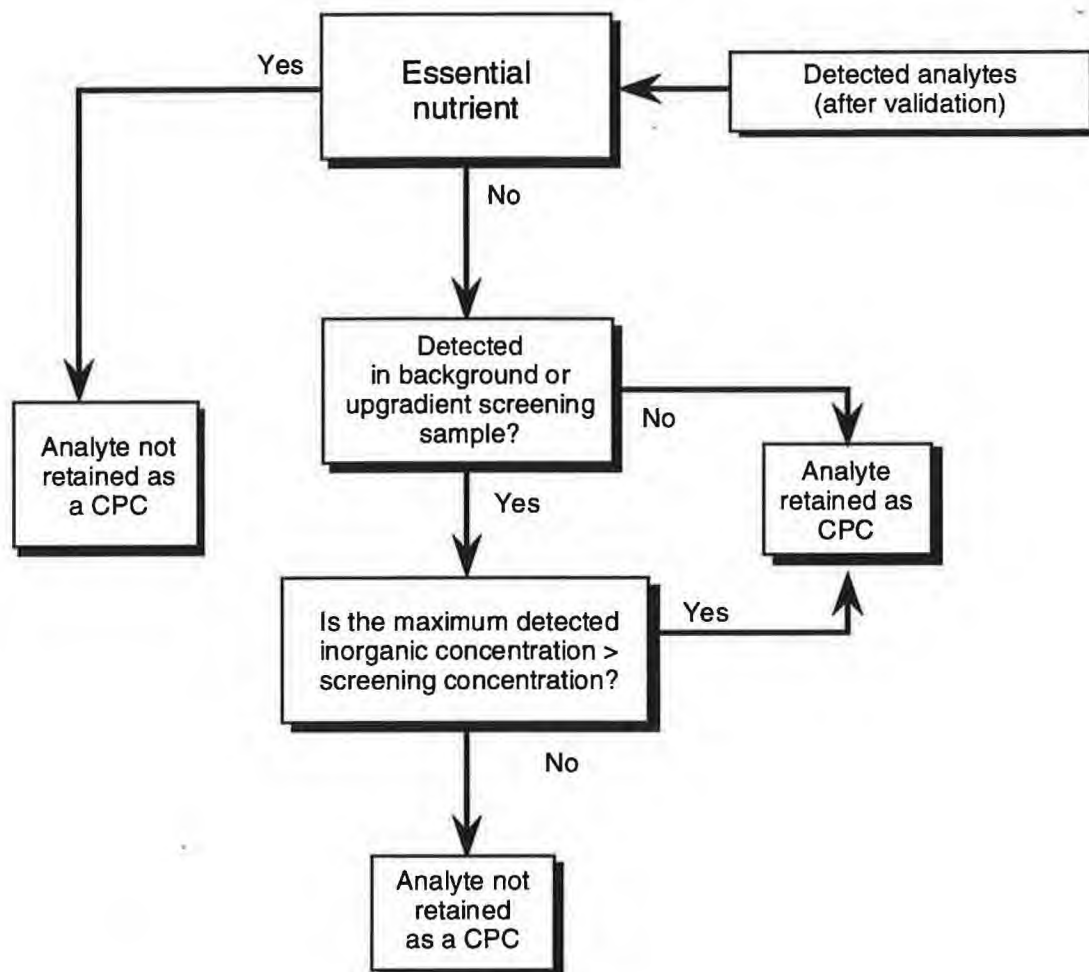 Yes
Essential
nutrient
Detected analytes
(after validation)
No
Detected
in background or
upgradient screening
sample?
No
Analyte not
retained as
a CPC
Analyte
retained as
CPC
Yes
Is the maximum detected
inorganic concentration >
screening concentration?
Yes
No
Analyte not
retained
as a CPC